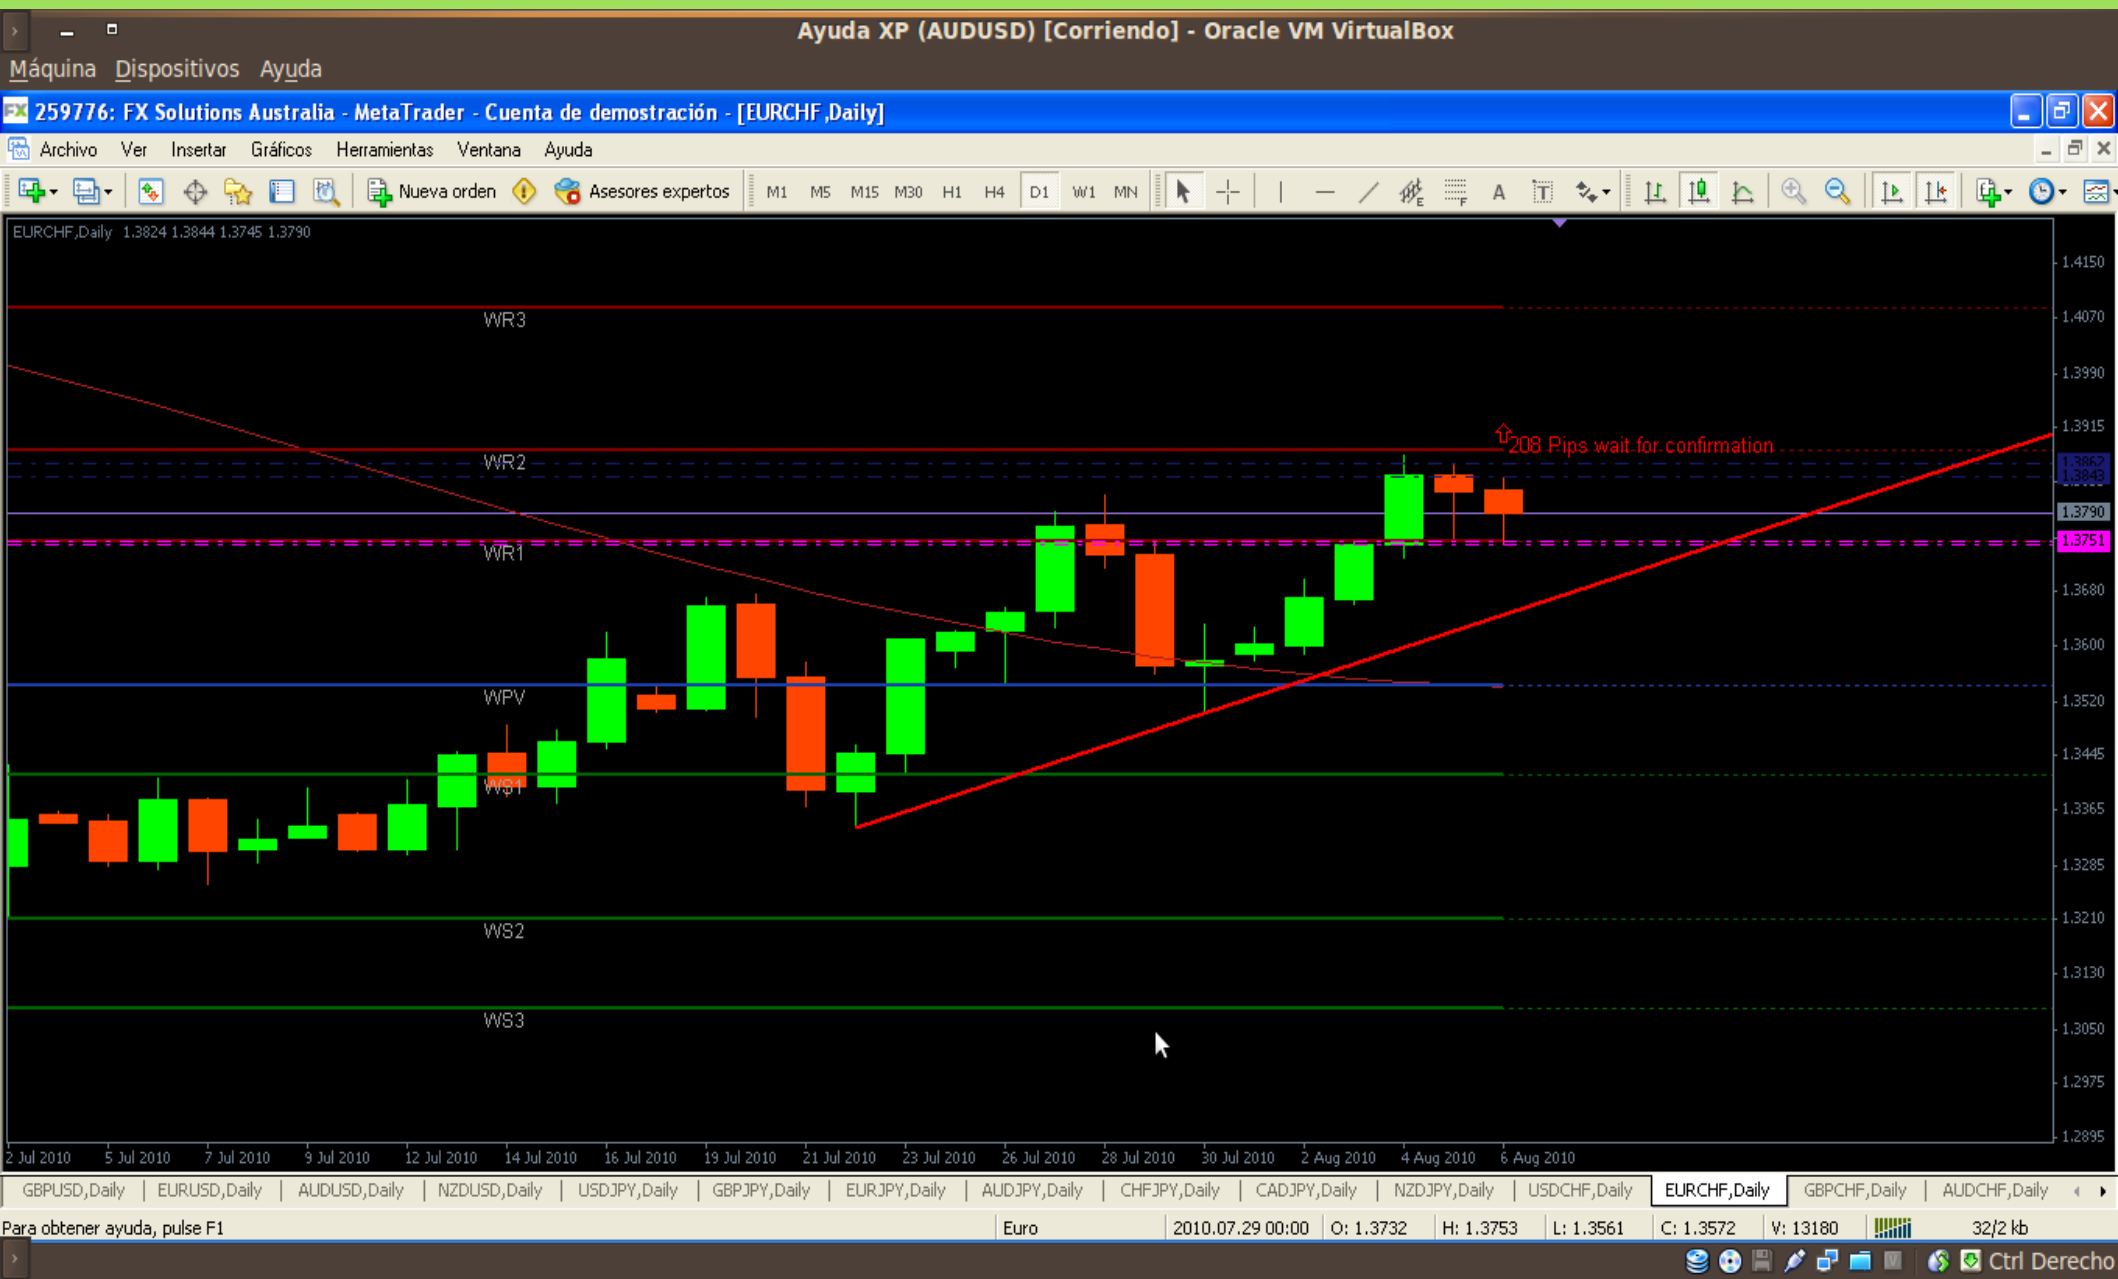 Ayuda XP (AUDUSD) [Corriendo] - Oracle VM VirtualBox
Máquina Dispositivos Ayuda
FX 259776: FX Solutions Australia - MetaTrader - Cuenta de demostración - [EURCHF,Daily]
Archivo Ver Insertar Gráficos Herramientas Ventana Ayuda
Nueva orden Asesores expertos M1 M5 M15 M30 H1 H4 D1 W1 MN E F A T
EURCHF,Daily 1.3824 1.3844 1.3745 1.3790
1.4150
WR3
1.4070
1.3990
1.3915
208 Pips wait for confirmation
WR2
1.3862
1.3843
1.3790
1.3751
WR1
1.3680
1.3600
WPV
1.3520
1.3445
WS1
1.3365
1.3285
1.3210
WS2
1.3130
WS3
1.3050
1.2975
1.2895
2 Jul 2010 5 Jul 2010 7 Jul 2010 9 Jul 2010 12 Jul 2010 14 Jul 2010 16 Jul 2010 19 Jul 2010 21 Jul 2010 23 Jul 2010 26 Jul 2010 28 Jul 2010 30 Jul 2010 2 Aug 2010 4 Aug 2010 6 Aug 2010
GBPUSD,Daily EURUSD,Daily AUDUSD,Daily NZDUSD,Daily USDJPY,Daily GBPJPY,Daily EURJPY,Daily AUDJPY,Daily CHFJPY,Daily CADJPY,Daily NZDJPY,Daily USDCHF,Daily EURCHF,Daily GBPCHF,Daily AUDCHF,Daily
Para obtener ayuda, pulse F1 Euro 2010.07.29 00:00 O: 1.3732 H: 1.3753 L: 1.3561 C: 1.3572 V: 13180 32/2 kb
Ctrl Derecho